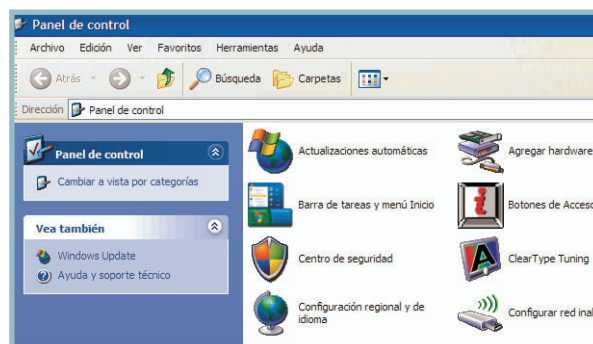 Panel de control
Archivo Edición Ver Favoritos Herramientas Ayuda
Atrás Búsqueda Carpetas
Dirección Panel de control
Panel de control
Cambiar a vista por categorías
Vea también
Windows Update
Ayuda y soporte técnico
Actualizaciones automáticas
Agregar hardware
Barra de tareas y menú Inicio
Botones de Acceso
Centro de seguridad
ClearType Tuning
Configuración regional y de
idioma
Configurar red inal